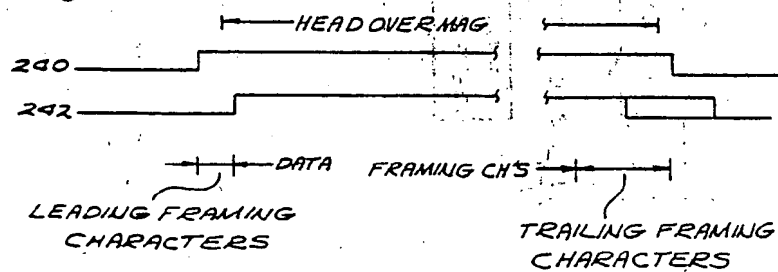 HEAD OVER MAG
240
242
DATA
FRAMING CH'S
LEADING FRAMING
CHARACTERS
TRAILING FRAMING
CHARACTERS